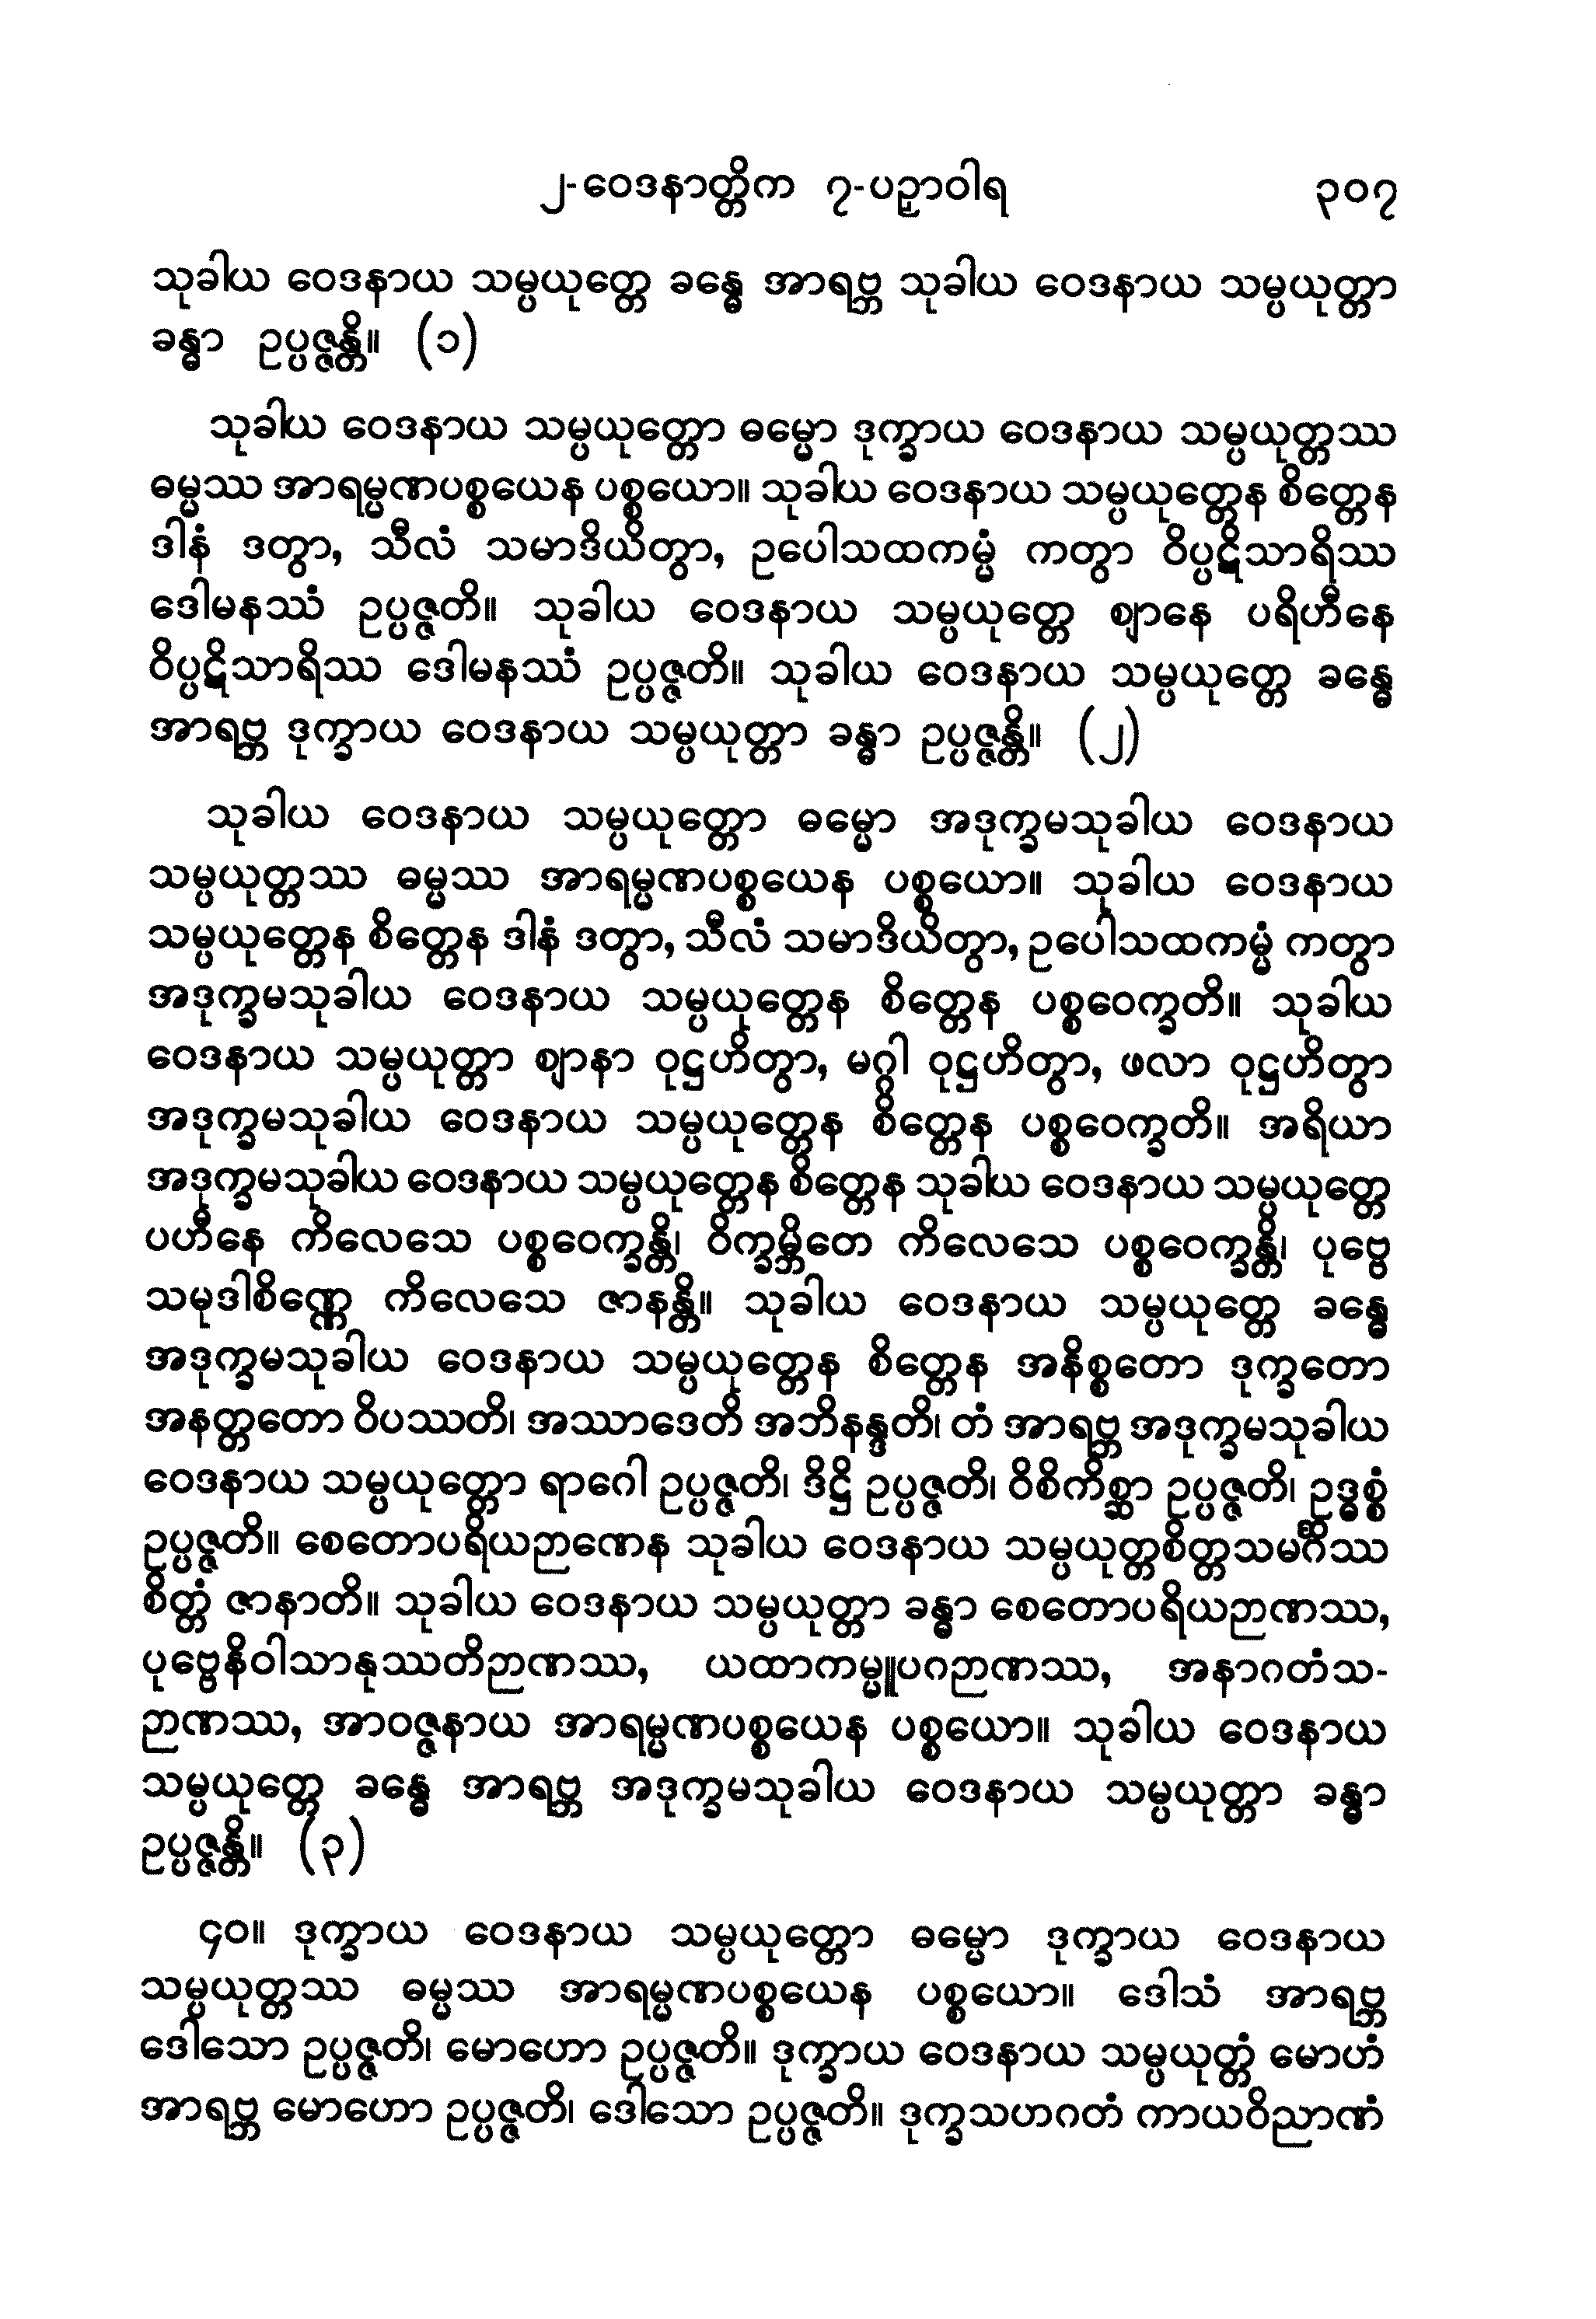 ၂-ဝေဒနာတ္တိက ၇-ပဉှာဝါရ ၃၀၇
သုခါယ ဝေဒနာယ သမ္ပယုတ္တေ ခန္ဓေ အာရဗ္ဘ သုခါယ ဝေဒနာယ သမ္ပယုတ္တာ
ခန္ဓာ ဥပ္ပဇ္ဇန္တိ။ (၁)
သုခါယ ဝေဒနာယ သမ္ပယုတ္တော ဓမ္မော ဒုက္ခာယ ဝေဒနာယ သမ္ပယုတ္တဿ
ဓမ္မဿ အာရမ္မဏပစ္စယေန ပစ္စယော။ သုခါယ ဝေဒနာယ သမ္ပယုတ္တေန စိတ္တေန
ဒါနံ ဒတွာ, သီလံ သမာဒိယိတွာ, ဥပေါသထကမ္မံ ကတွာ ဝိပ္ပဋိသာရိဿ
ဒေါမနဿံ ဥပ္ပဇ္ဇတိ။ သုခါယ ဝေဒနာယ သမ္ပယုတ္တေ ဈာနေ ပရိဟီနေ
ဝိပ္ပဋိသာရိဿ ဒေါမနဿံ ဥပ္ပဇ္ဇတိ။ သုခါယ ဝေဒနာယ သမ္ပယုတ္တေ ခန္ဓေ
အာရဗ္ဘ ဒုက္ခာယ ဝေဒနာယ သမ္ပယုတ္တာ ခန္ဓာ ဥပ္ပဇ္ဇန္တိ။ (၂)
သုခါယ ဝေဒနာယ သမ္ပယုတ္တော ဓမ္မော အဒုက္ခမသုခါယ ဝေဒနာယ
သမ္ပယုတ္တဿ ဓမ္မဿ အာရမ္မဏပစ္စယေန ပစ္စယော။ သုခါယ ဝေဒနာယ
သမ္ပယုတ္တေန စိတ္တေန ဒါနံ ဒတွာ, သီလံ သမာဒိယိတွာ, ဥပေါသထကမ္မံ ကတွာ
အဒုက္ခမသုခါယ ဝေဒနာယ သမ္ပယုတ္တေန စိတ္တေန ပစ္စဝေက္ခတိ။ သုခါယ
ဝေဒနာယ သမ္ပယုတ္တာ ဈာနာ ဝုဋ္ဌဟိတွာ, မဂ္ဂါ ဝုဋ္ဌဟိတွာ, ဖလာ ဝုဋ္ဌဟိတွာ
အဒုက္ခမသုခါယ ဝေဒနာယ သမ္ပယုတ္တေန စိတ္တေန ပစ္စဝေက္ခတိ။ အရိယာ
အဒုက္ခမသုခါယ ဝေဒနာယ သမ္ပယုတ္တေန စိတ္တေန သုခါယ ဝေဒနာယ သမ္ပယုတ္တေ
ပဟီနေ ကိလေသေ ပစ္စဝေက္ခန္တိ၊ ဝိက္ခမ္ဘိတေ ကိလေသေ ပစ္စဝေက္ခန္တိ၊ ပုဗ္ဗေ
သမုဒါစိဏ္ဏေ ကိလေသေ ဇာနန္တိ။ သုခါယ ဝေဒနာယ သမ္ပယုတ္တေ ခန္ဓေ
အဒုက္ခမသုခါယ ဝေဒနာယ သမ္ပယုတ္တေန စိတ္တေန အနိစ္စတော ဒုက္ခတော
အနတ္တတော ဝိပဿတိ၊ အဿာဒေတိ အဘိနန္ဒတိ၊ တံ အာရဗ္ဘ အဒုက္ခမသုခါယ
ဝေဒနာယ သမ္ပယုတ္တော ရာဂေါ ဥပ္ပဇ္ဇတိ၊ ဒိဋ္ဌိ ဥပ္ပဇ္ဇတိ၊ ဝိစိကိစ္ဆာ ဥပ္ပဇ္ဇတိ၊ ဥဒ္ဓစ္စံ
ဥပ္ပဇ္ဇတိ။ စေတောပရိယဉာဏေန သုခါယ ဝေဒနာယ သမ္ပယုတ္တစိတ္တသမင်္ဂိဿ
စိတ္တံ ဇာနာတိ။ သုခါယ ဝေဒနာယ သမ္ပယုတ္တာ ခန္ဓာ စေတောပရိယဉာဏဿ,
ပုဗ္ဗေနိဝါသာနုဿတိဉာဏဿ, ယထာကမ္မူပဂဉာဏဿ, အနာဂတံသ-
ဉာဏဿ, အာဝဇ္ဇနာယ အာရမ္မဏပစ္စယေန ပစ္စယော။ သုခါယ ဝေဒနာယ
သမ္ပယုတ္တေ ခန္ဓေ အာရဗ္ဘ အဒုက္ခမသုခါယ ဝေဒနာယ သမ္ပယုတ္တာ ခန္ဓာ
ဥပ္ပဇ္ဇန္တိ။ (၃)
၄၀။ ဒုက္ခာယ ဝေဒနာယ သမ္ပယုတ္တော ဓမ္မော ဒုက္ခာယ ဝေဒနာယ
သမ္ပယုတ္တဿ ဓမ္မဿ အာရမ္မဏပစ္စယေန ပစ္စယော။ ဒေါသံ အာရဗ္ဘ
ဒေါသော ဥပ္ပဇ္ဇတိ၊ မောဟော ဥပ္ပဇ္ဇတိ။ ဒုက္ခာယ ဝေဒနာယ သမ္ပယုတ္တံ မောဟံ
အာရဗ္ဘ မောဟော ဥပ္ပဇ္ဇတိ၊ ဒေါသော ဥပ္ပဇ္ဇတိ။ ဒုက္ခသဟဂတံ ကာယဝိညာဏံ